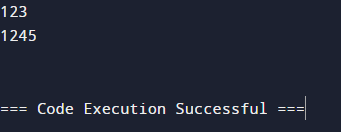 123
1245
=== Code Execution Successful ===